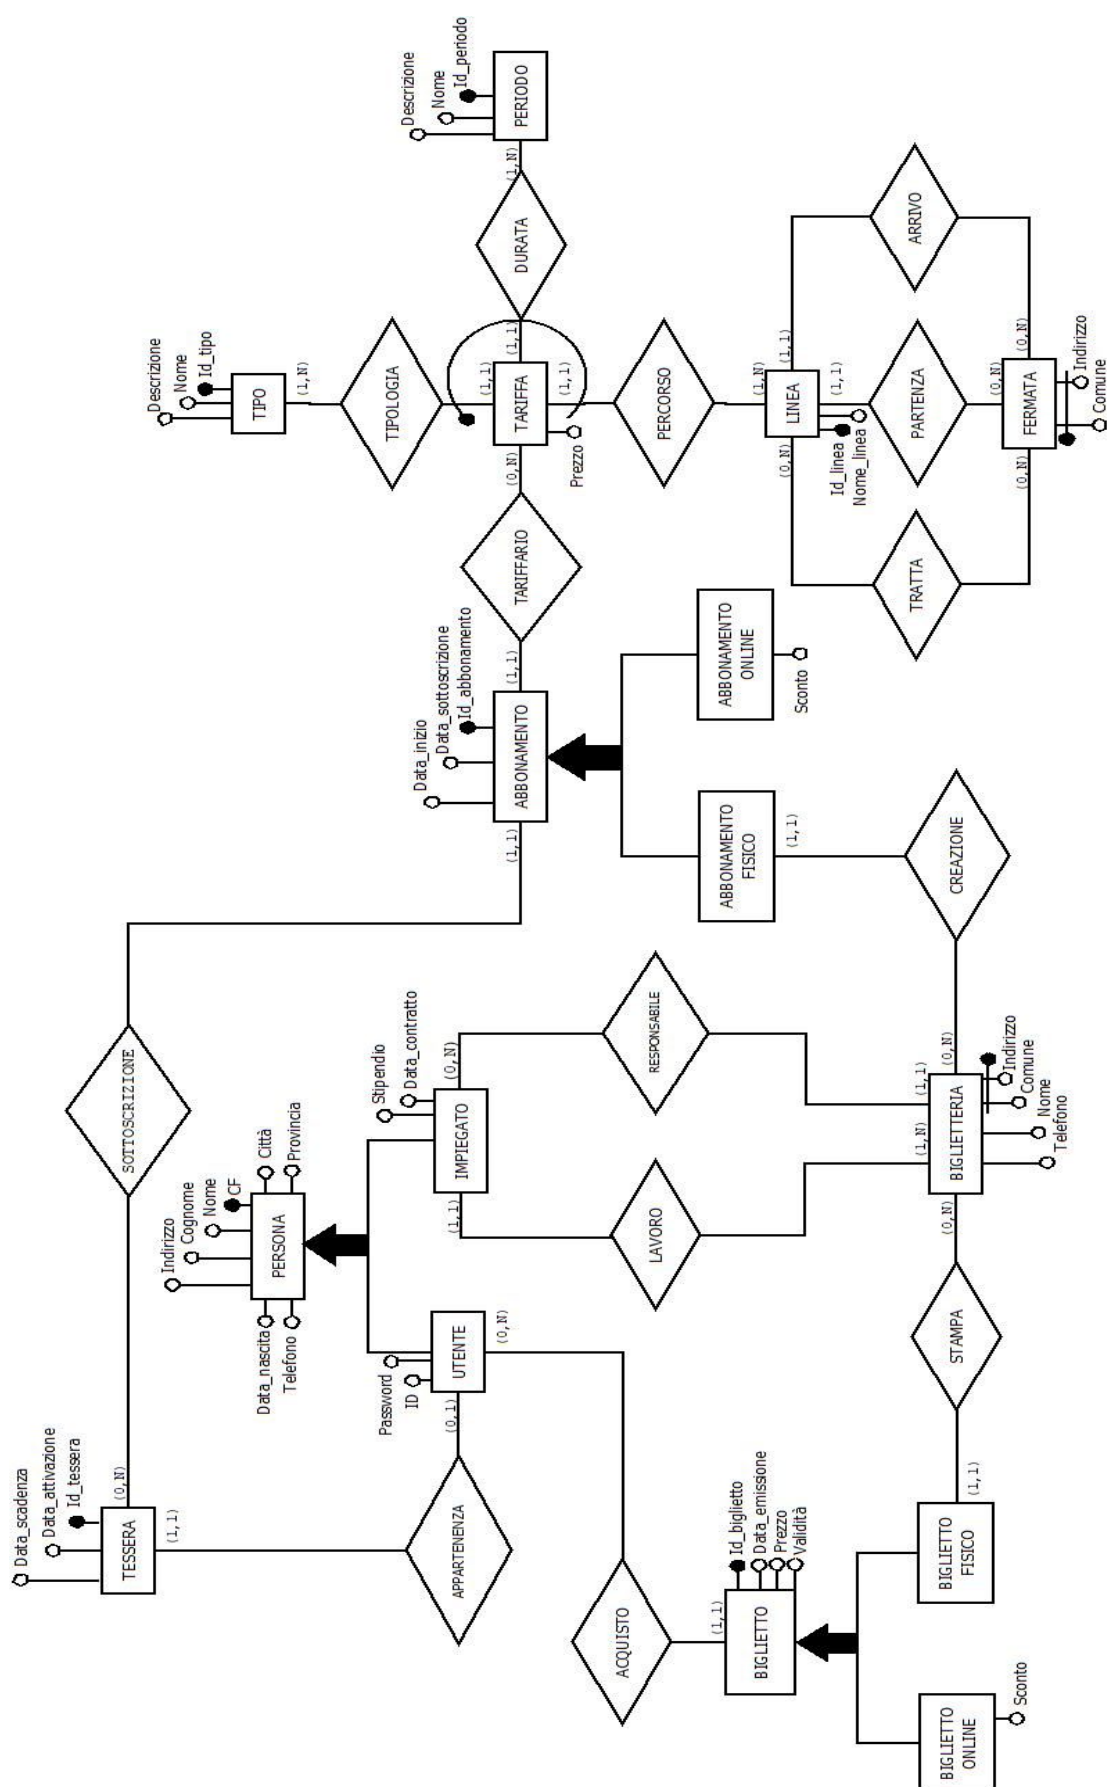 Data_scadenza
Data_attivazione
Id_tessera
TESSERA
(0,N)
(1,1)
SOTTOSCRIZIONE
APPARTENENZA
Indirizzo
Cognome
Nome
CF
Città
Provincia
PERSONA
Data_nascita
Telefono
Password
ID
UTENTE
(0,1)
(0,N)
Stipendio
Data_contratto
IMPIEGATO
(0,N)
(1,1)
RESPONSABILE
LAVORO
ACQUISTO
(1,1)
Id_biglietto
Data_emissione
Prezzo
Validità
BIGLIETTO
BIGLIETTO
ONLINE
Sconto
BIGLIETTO
FISICO
(1,1)
STAMPA
(0,N)
(1,N)
(1,1)
(0,N)
BIGLIETTERIA
Indirizzo
Comune
Nome
Telefono
CREAZIONE
(1,1)
ABBONAMENTO
FISICO
ABBONAMENTO
ONLINE
Sconto
Data_inizio
Data_sottoscrizione
Id_abbonamento
ABBONAMENTO
(1,1)
(1,1)
TARIFFARIO
(0,N)
TARIFFA
(1,1)
(1,1)
(1,1)
Prezzo
TIPOLOGIA
(1,N)
TIPO
Descrizione
Nome
Id_tipo
DURATA
(1,N)
PERIODO
Descrizione
Nome
Id_periodo
PERCORSO
(1,N)
LINEA
(0,N)
(1,1)
(1,1)
Id_linea
Nome_linea
TRATTA
PARTENZA
ARRIVO
(0,N)
(0,N)
(0,N)
FERMATA
Indirizzo
Comune